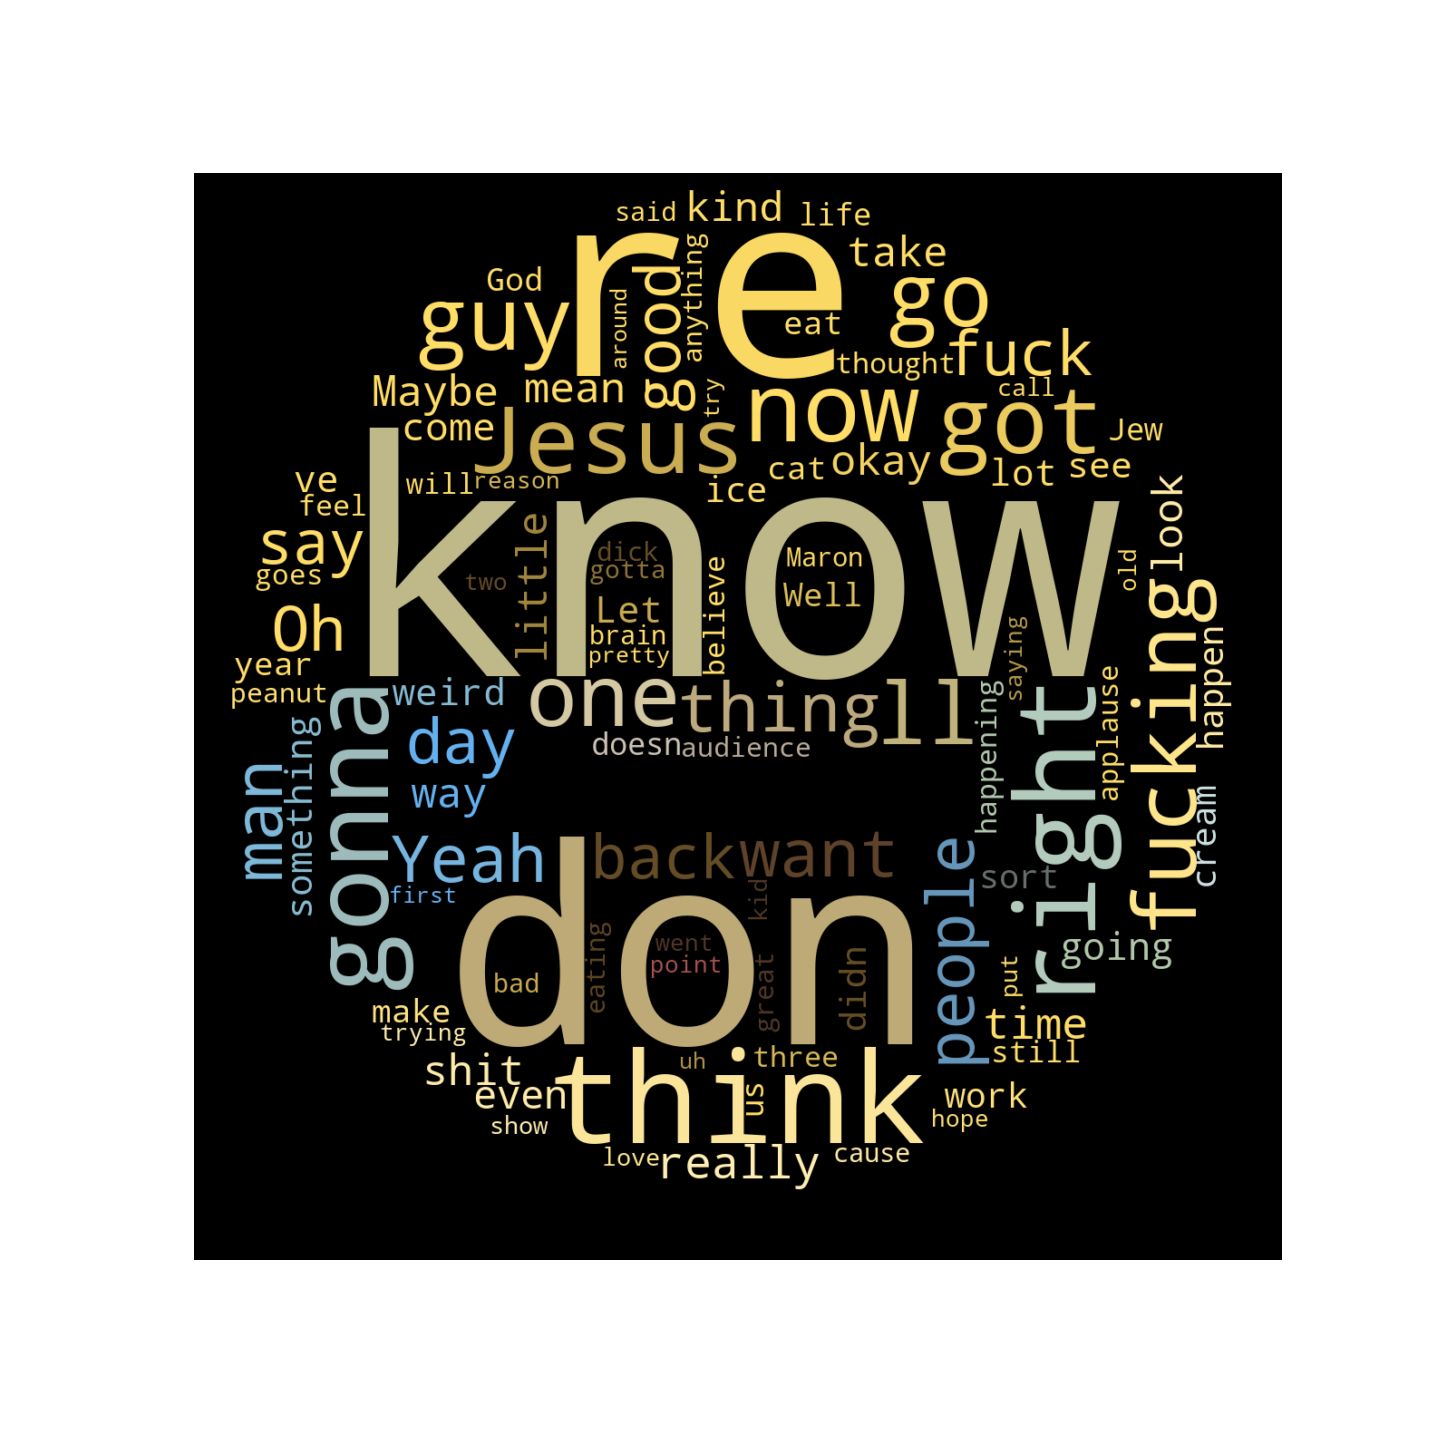 said kind life
re
God
take
good
anything
go
guy
around
eat
fuck
thought
Maybe mean
try
now
call
got
come
Jesus
Jew
cat okay
lot see
ve
will reason
ice
feel
know
look
say
little
dick
Maron
old
goes
two
gotta
believe
Well
fucking
Oh
Let
brain
saying
happen
year
pretty
peanut
gonna
weird
one
thing
ll
happening
right
applause
something
day
doesn
audience
man
way
cream
Yeah
back
want
people
sort
first
don
kid
went
going
eating
point
great
didn
put
bad
make
time
trying
still
shit
think
uh
three
us
even
work
show
hope
love
really
cause